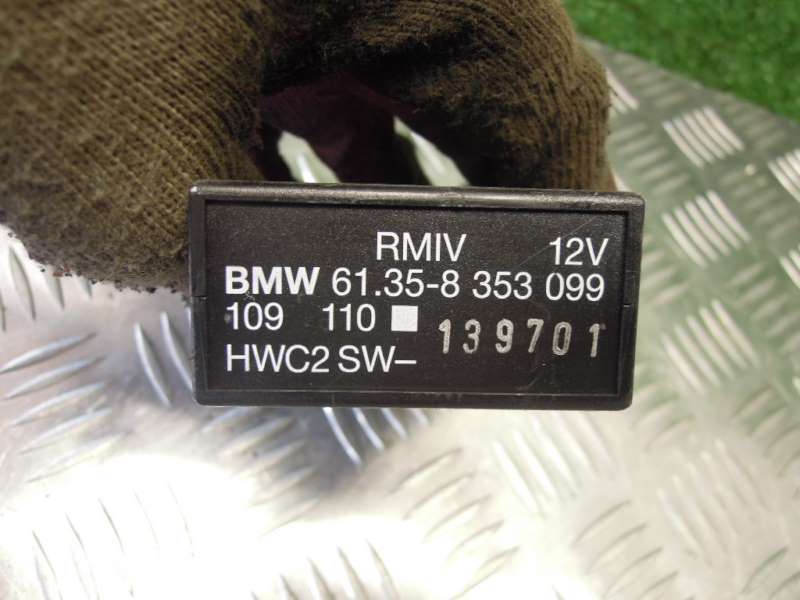 RMIV 12V
BMW 61.35-8 353 099
109 110 139701
HWC2 SW–